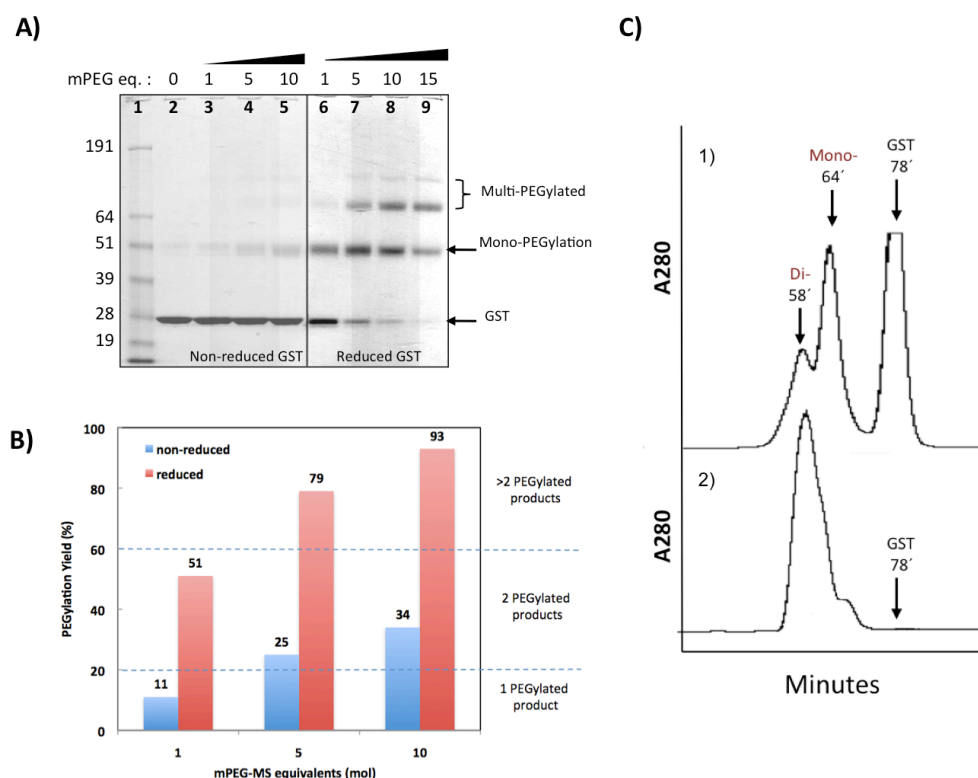 A)
mPEG eq. : 0 1 5 10 1 5 10 15
1 2 3 4 5 6 7 8 9
191
64
51
39
28
19
Multi-PEGylated
Mono-PEGylation
GST
Non-reduced GST
Reduced GST
B)
PEGylation Yield (%)
100
80
60
40
20
0
non-reduced
reduced
11
51
25
79
34
93
>2 PEGylated
products
2 PEGylated
products
1 PEGylated
product
1 5 10
mPEG-MS equivalents (mol)
C)
1)
A280
Di-
58´
Mono-
64´
GST
78´
2)
A280
GST
78´
Minutes